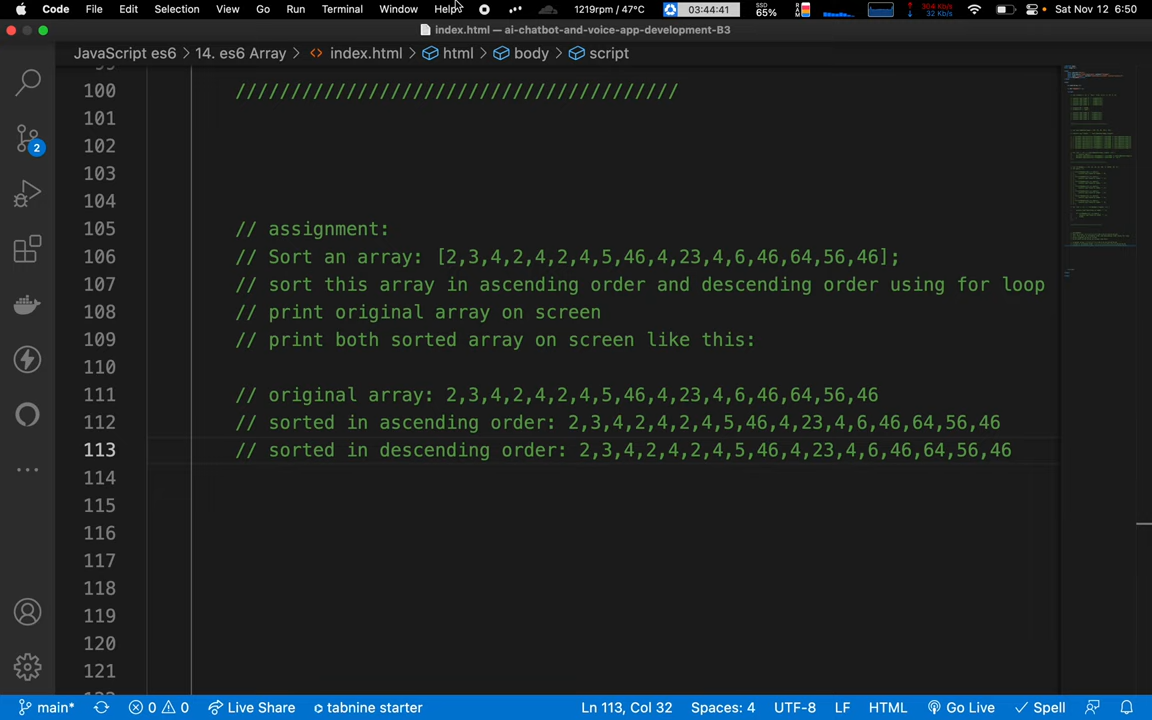 Code File Edit Selection View Go Run Terminal Window Help 1219rpm / 47°C 03:44:41 SSD 65% Sat Nov 12 6:50
index.html — ai-chatbot-and-voice-app-development-B3
JavaScript es6 > 14. es6 Array > index.html > html > body > script
100 ////////////////////////////////////////
101
102
103
104
105 // assignment:
106 // Sort an array: [2,3,4,2,4,2,4,5,46,4,23,4,6,46,64,56,46];
107 // sort this array in ascending order and descending order using for loop
108 // print original array on screen
109 // print both sorted array on screen like this:
110
111 // original array: 2,3,4,2,4,2,4,5,46,4,23,4,6,46,64,56,46
112 // sorted in ascending order: 2,3,4,2,4,2,4,5,46,4,23,4,6,46,64,56,46
113 // sorted in descending order: 2,3,4,2,4,2,4,5,46,4,23,4,6,46,64,56,46
114
115
116
117
118
119
120
121
2
main* 0 0 Live Share tabnine starter Ln 113, Col 32 Spaces: 4 UTF-8 LF HTML Go Live Spell